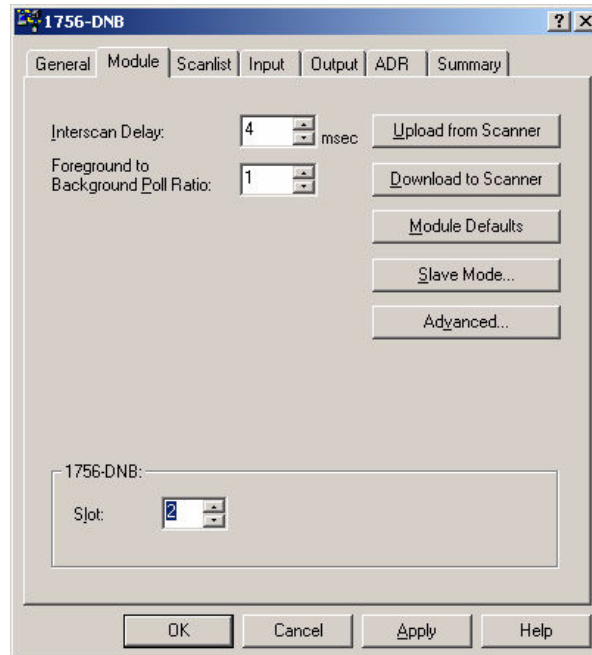 1756-DNB
General Module Scanlist Input Output ADR Summary
Interscan Delay: 4 msec Upload from Scanner
Foreground to
Background Poll Ratio: 1 Download to Scanner
Module Defaults
Slave Mode...
Advanced...
1756-DNB:
Slot: 2
OK Cancel Apply Help